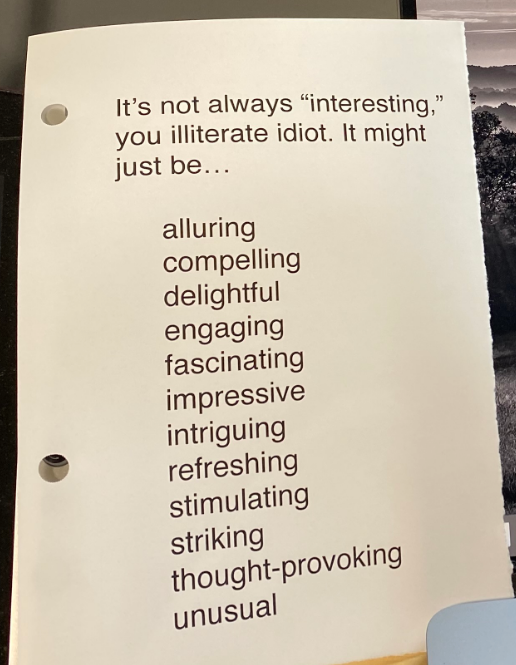 It’s not always “interesting,”
you illiterate idiot. It might
just be…
alluring
compelling
delightful
engaging
fascinating
impressive
intriguing
refreshing
stimulating
striking
thought-provoking
unusual